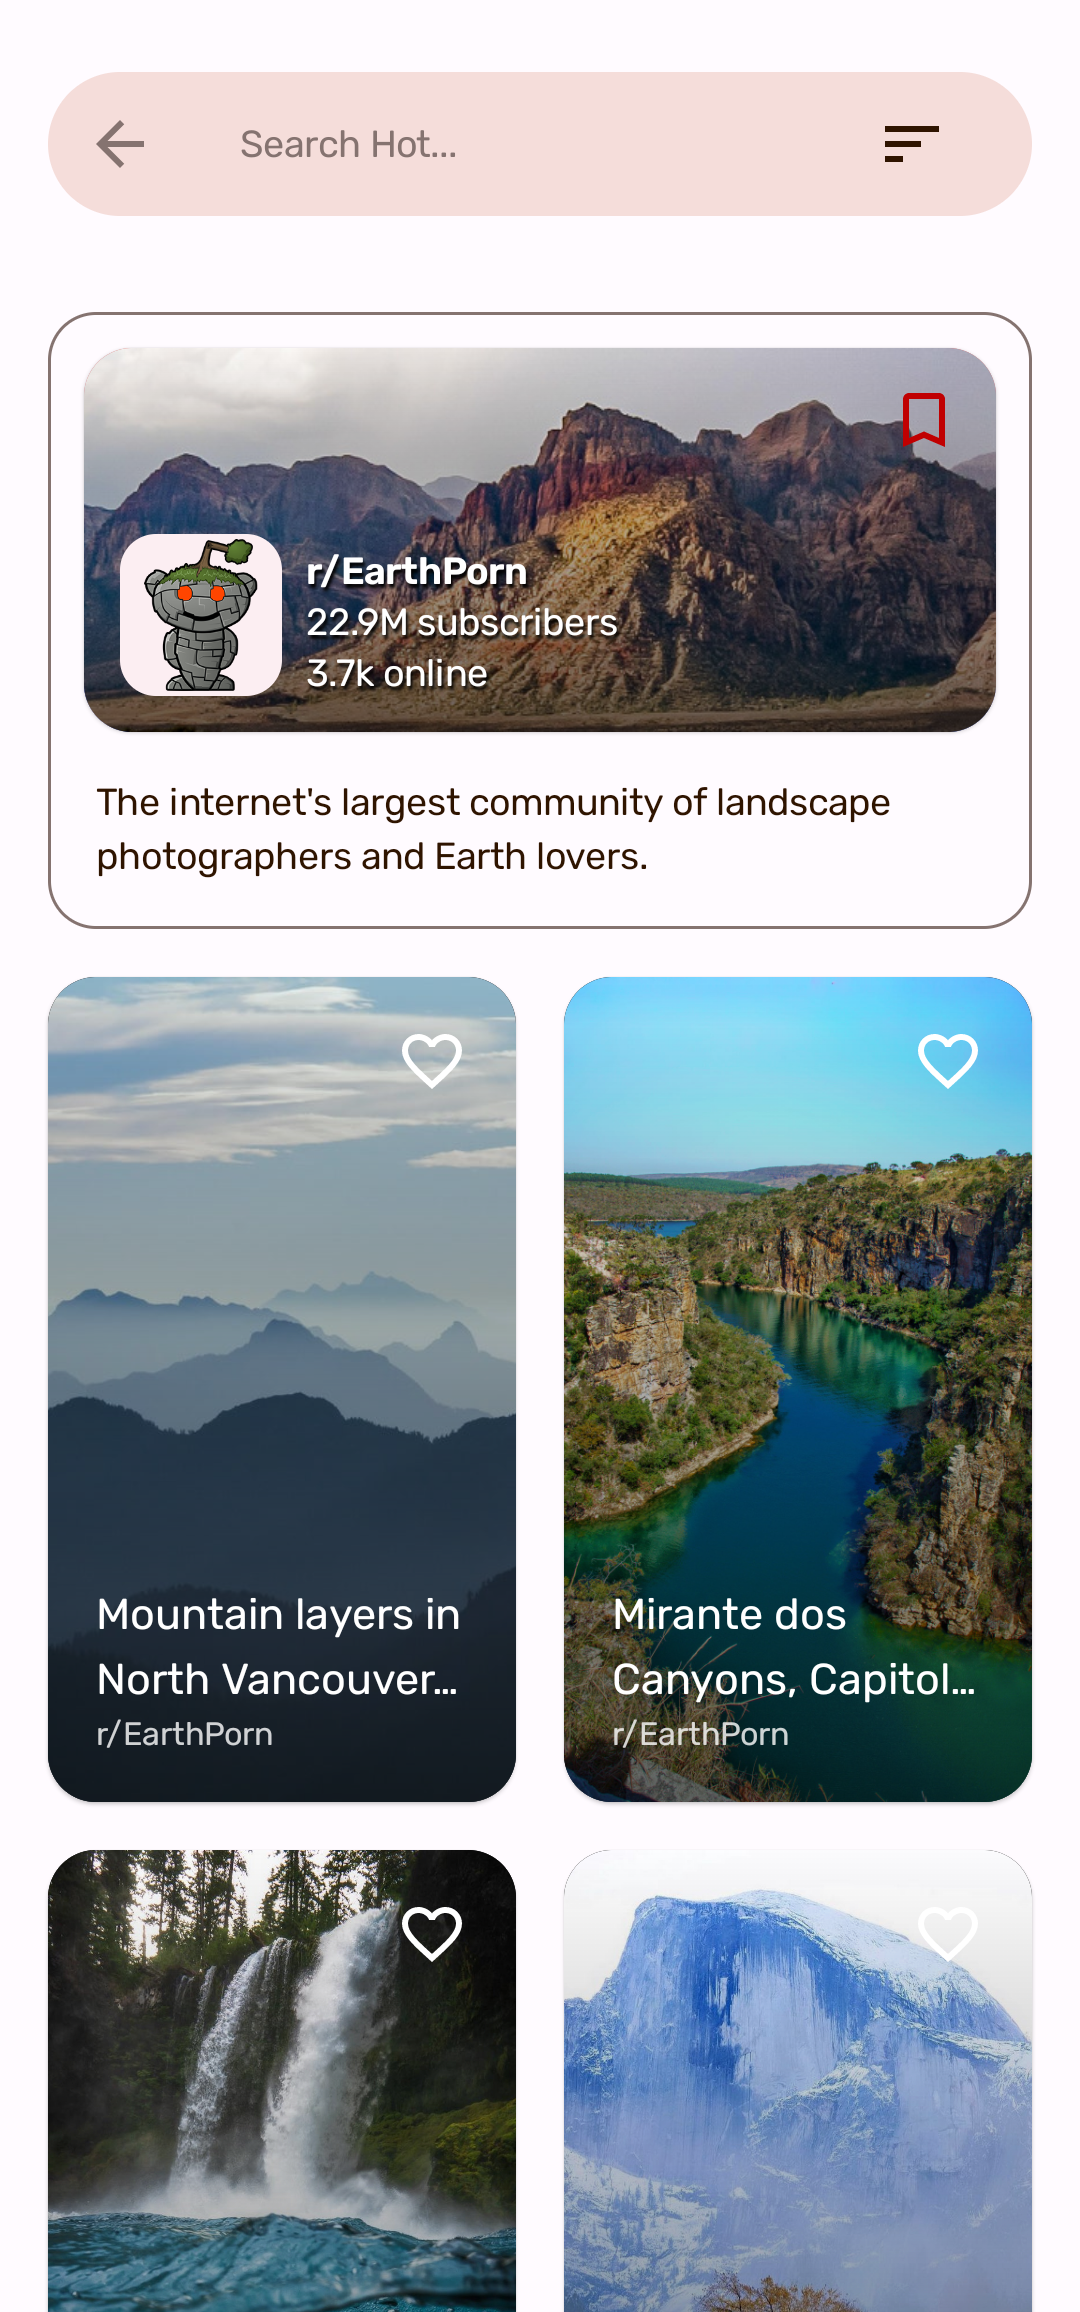 Search Hot...
r/EarthPorn
22.9M subscribers
3.7k online
The internet's largest community of landscape
photographers and Earth lovers.
Mountain layers in
North Vancouver...
r/EarthPorn
Mirante dos
Canyons, Capitol...
r/EarthPorn